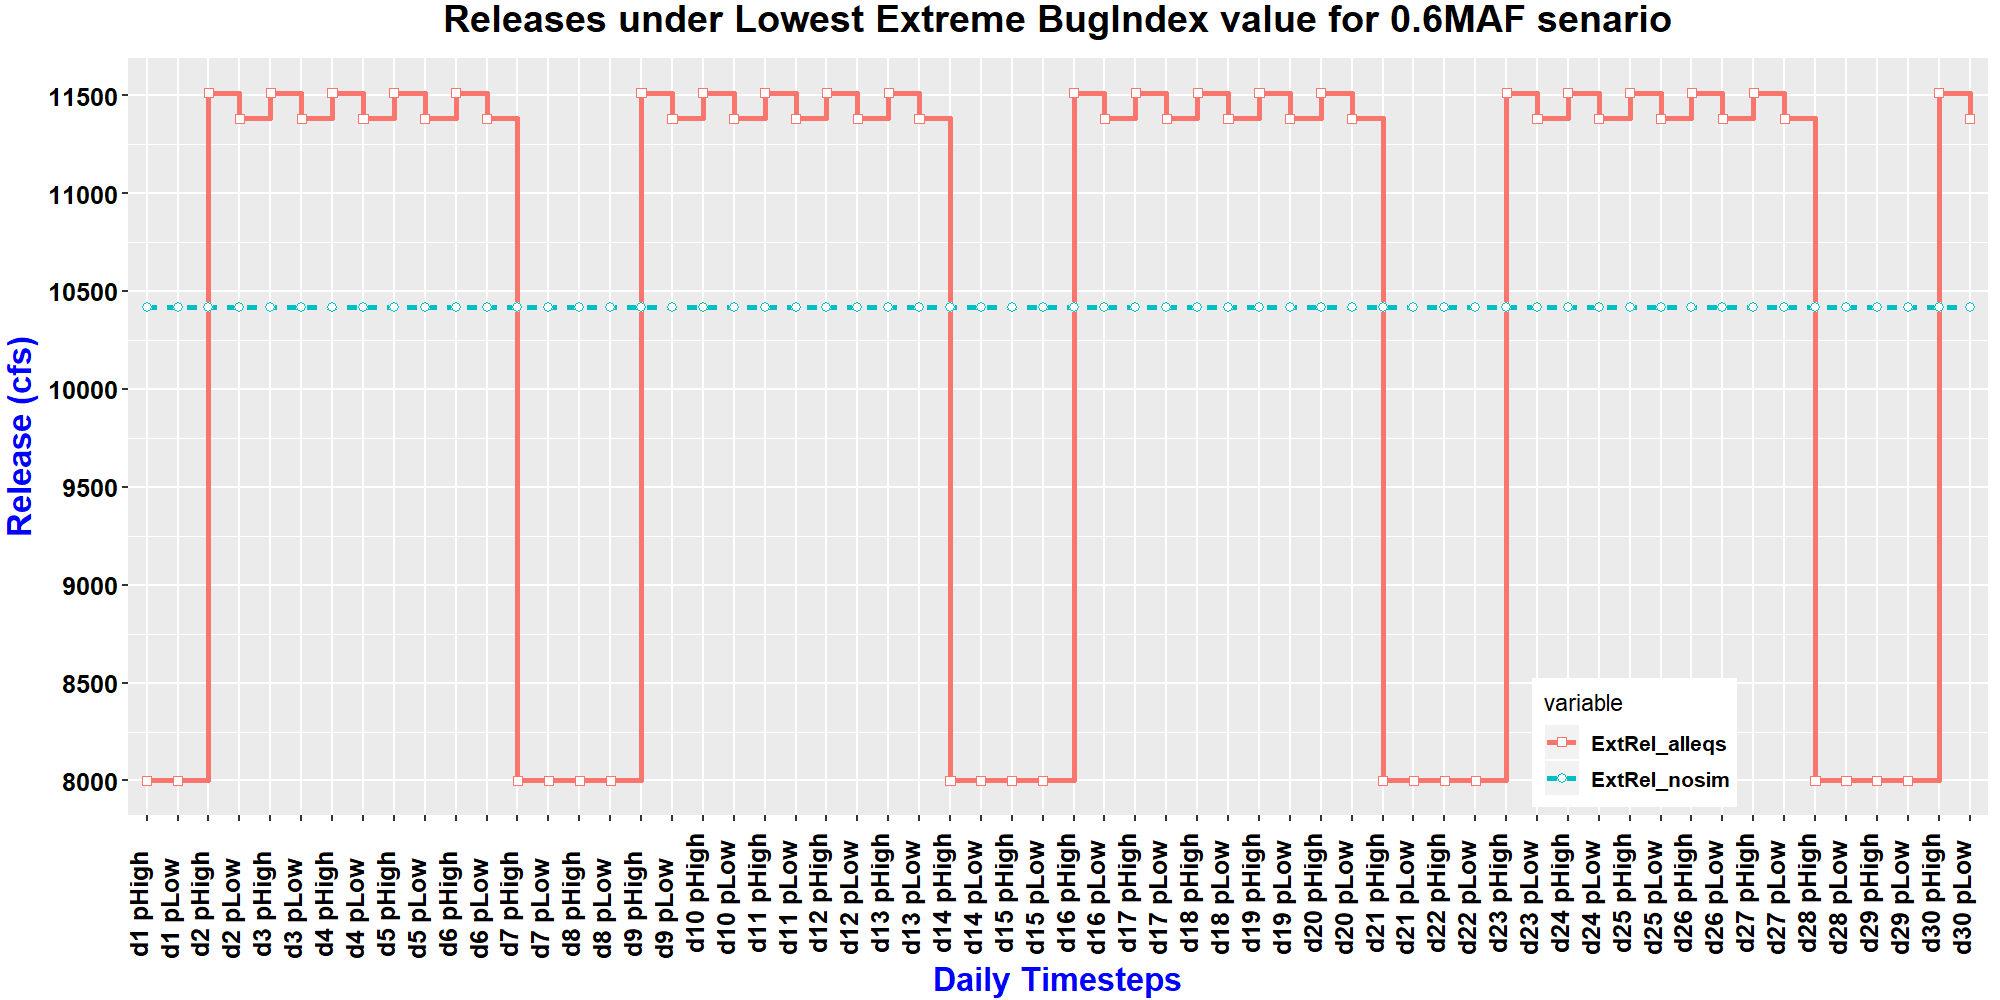 Releases under Lowest Extreme BugIndex value for 0.6MAF senario
Release (cfs)
11500
11000
10500
10000
9500
9000
8500
8000
variable
ExtRel_alleqs
ExtRel_nosim
d1 pHigh
d1 pLow
d2 pHigh
d2 pLow
d3 pHigh
d3 pLow
d4 pHigh
d4 pLow
d5 pHigh
d5 pLow
d6 pHigh
d6 pLow
d7 pHigh
d7 pLow
d8 pHigh
d8 pLow
d9 pHigh
d9 pLow
d10 pHigh
d10 pLow
d11 pHigh
d11 pLow
d12 pHigh
d12 pLow
d13 pHigh
d13 pLow
d14 pHigh
d14 pLow
d15 pHigh
d15 pLow
d16 pHigh
d16 pLow
d17 pHigh
d17 pLow
d18 pHigh
d18 pLow
d19 pHigh
d19 pLow
d20 pHigh
d20 pLow
d21 pHigh
d21 pLow
d22 pHigh
d22 pLow
d23 pHigh
d23 pLow
d24 pHigh
d24 pLow
d25 pHigh
d25 pLow
d26 pHigh
d26 pLow
d27 pHigh
d27 pLow
d28 pHigh
d28 pLow
d29 pHigh
d29 pLow
d30 pHigh
d30 pLow
Daily Timesteps